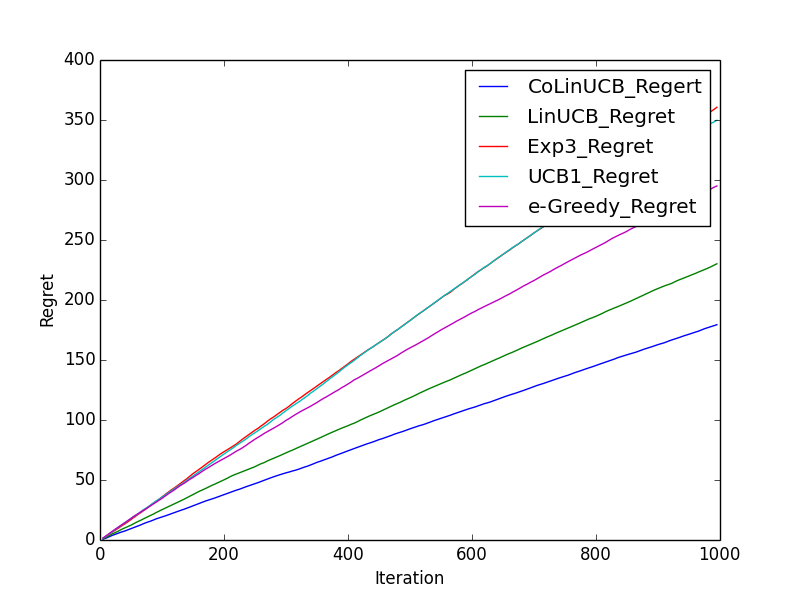 400
350
300
250
200
150
100
50
0
Regret
CoLinUCB_Regert
LinUCB_Regret
Exp3_Regret
UCB1_Regret
e-Greedy_Regret
0 200 400 600 800 1000
Iteration